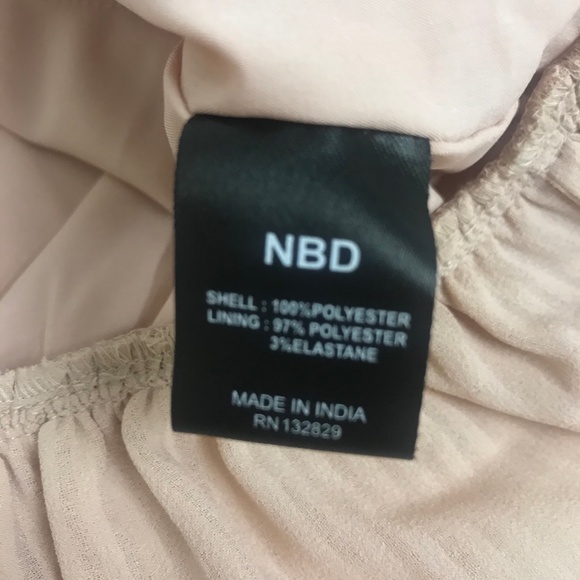 NBD
SHELL : 100%POLYESTER
LINING : 97% POLYESTER
3%ELASTANE
MADE IN INDIA
RN 132829